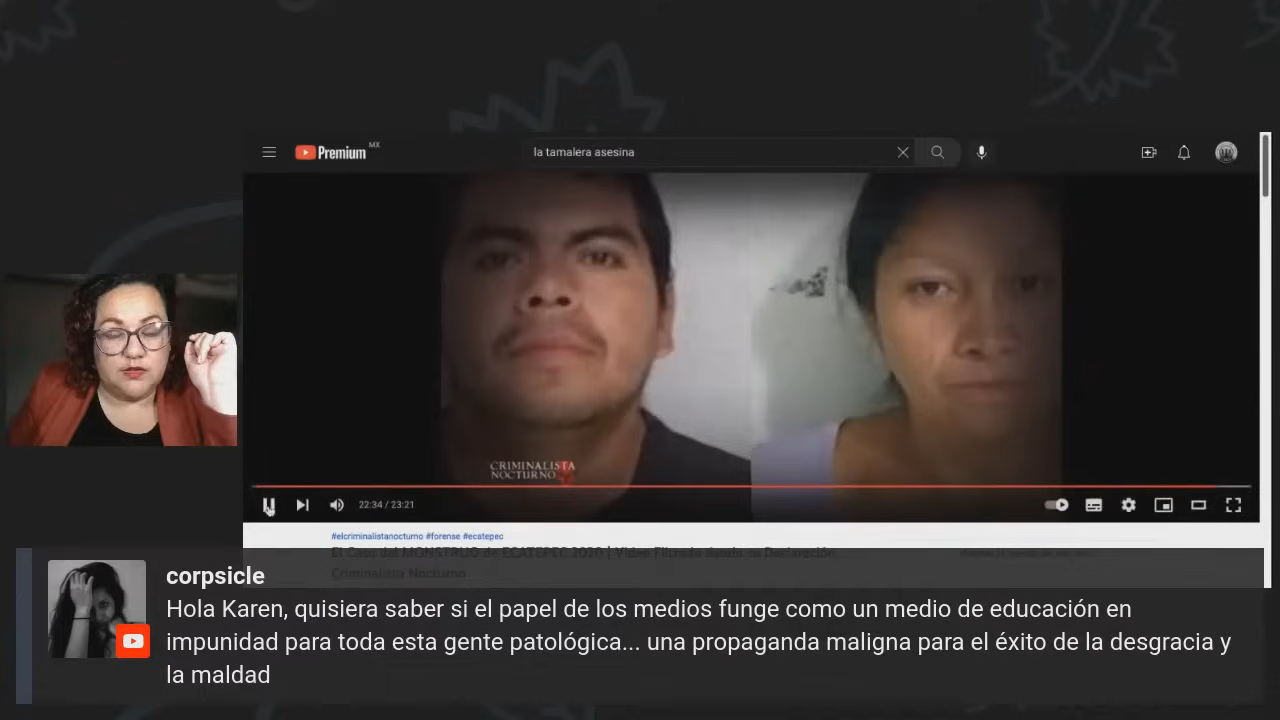 Premium MX
la tamalera asesina
CRIMINALISTA
NOCTURNO
22:34 / 23:21
#elcriminalistanocturno #forense #ecatepec
El Caso del MONSTRUO de ECATEPEC 2020 | Video Filtrado dando su Declaración
Criminalista Nocturno
corpsicle
Hola Karen, quisiera saber si el papel de los medios funge como un medio de educación en
impunidad para toda esta gente patológica... una propaganda maligna para el éxito de la desgracia y
la maldad